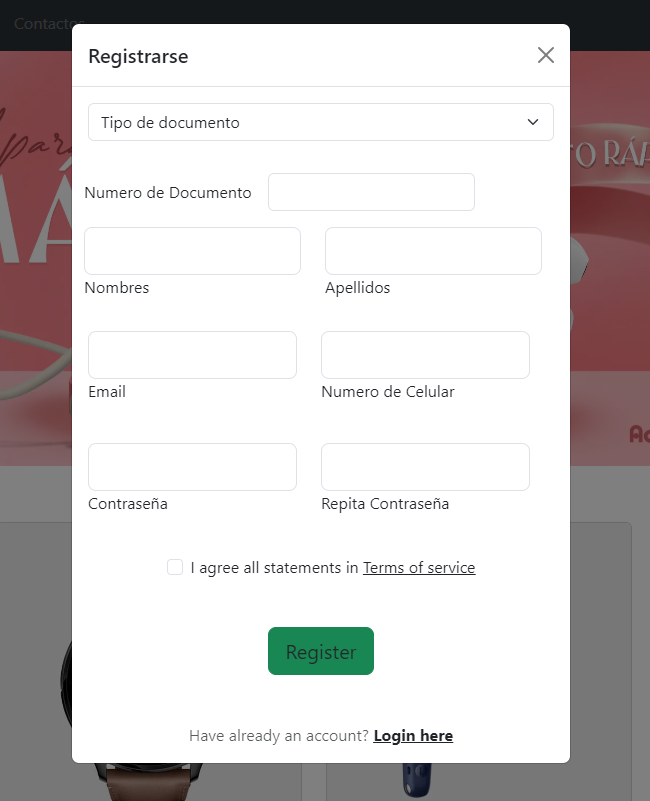 Contactos
Registrarse
Tipo de documento
Numero de Documento
Nombres Apellidos
Email Numero de Celular
Contraseña Repita Contraseña
I agree all statements in Terms of service
Register
Have already an account? Login here